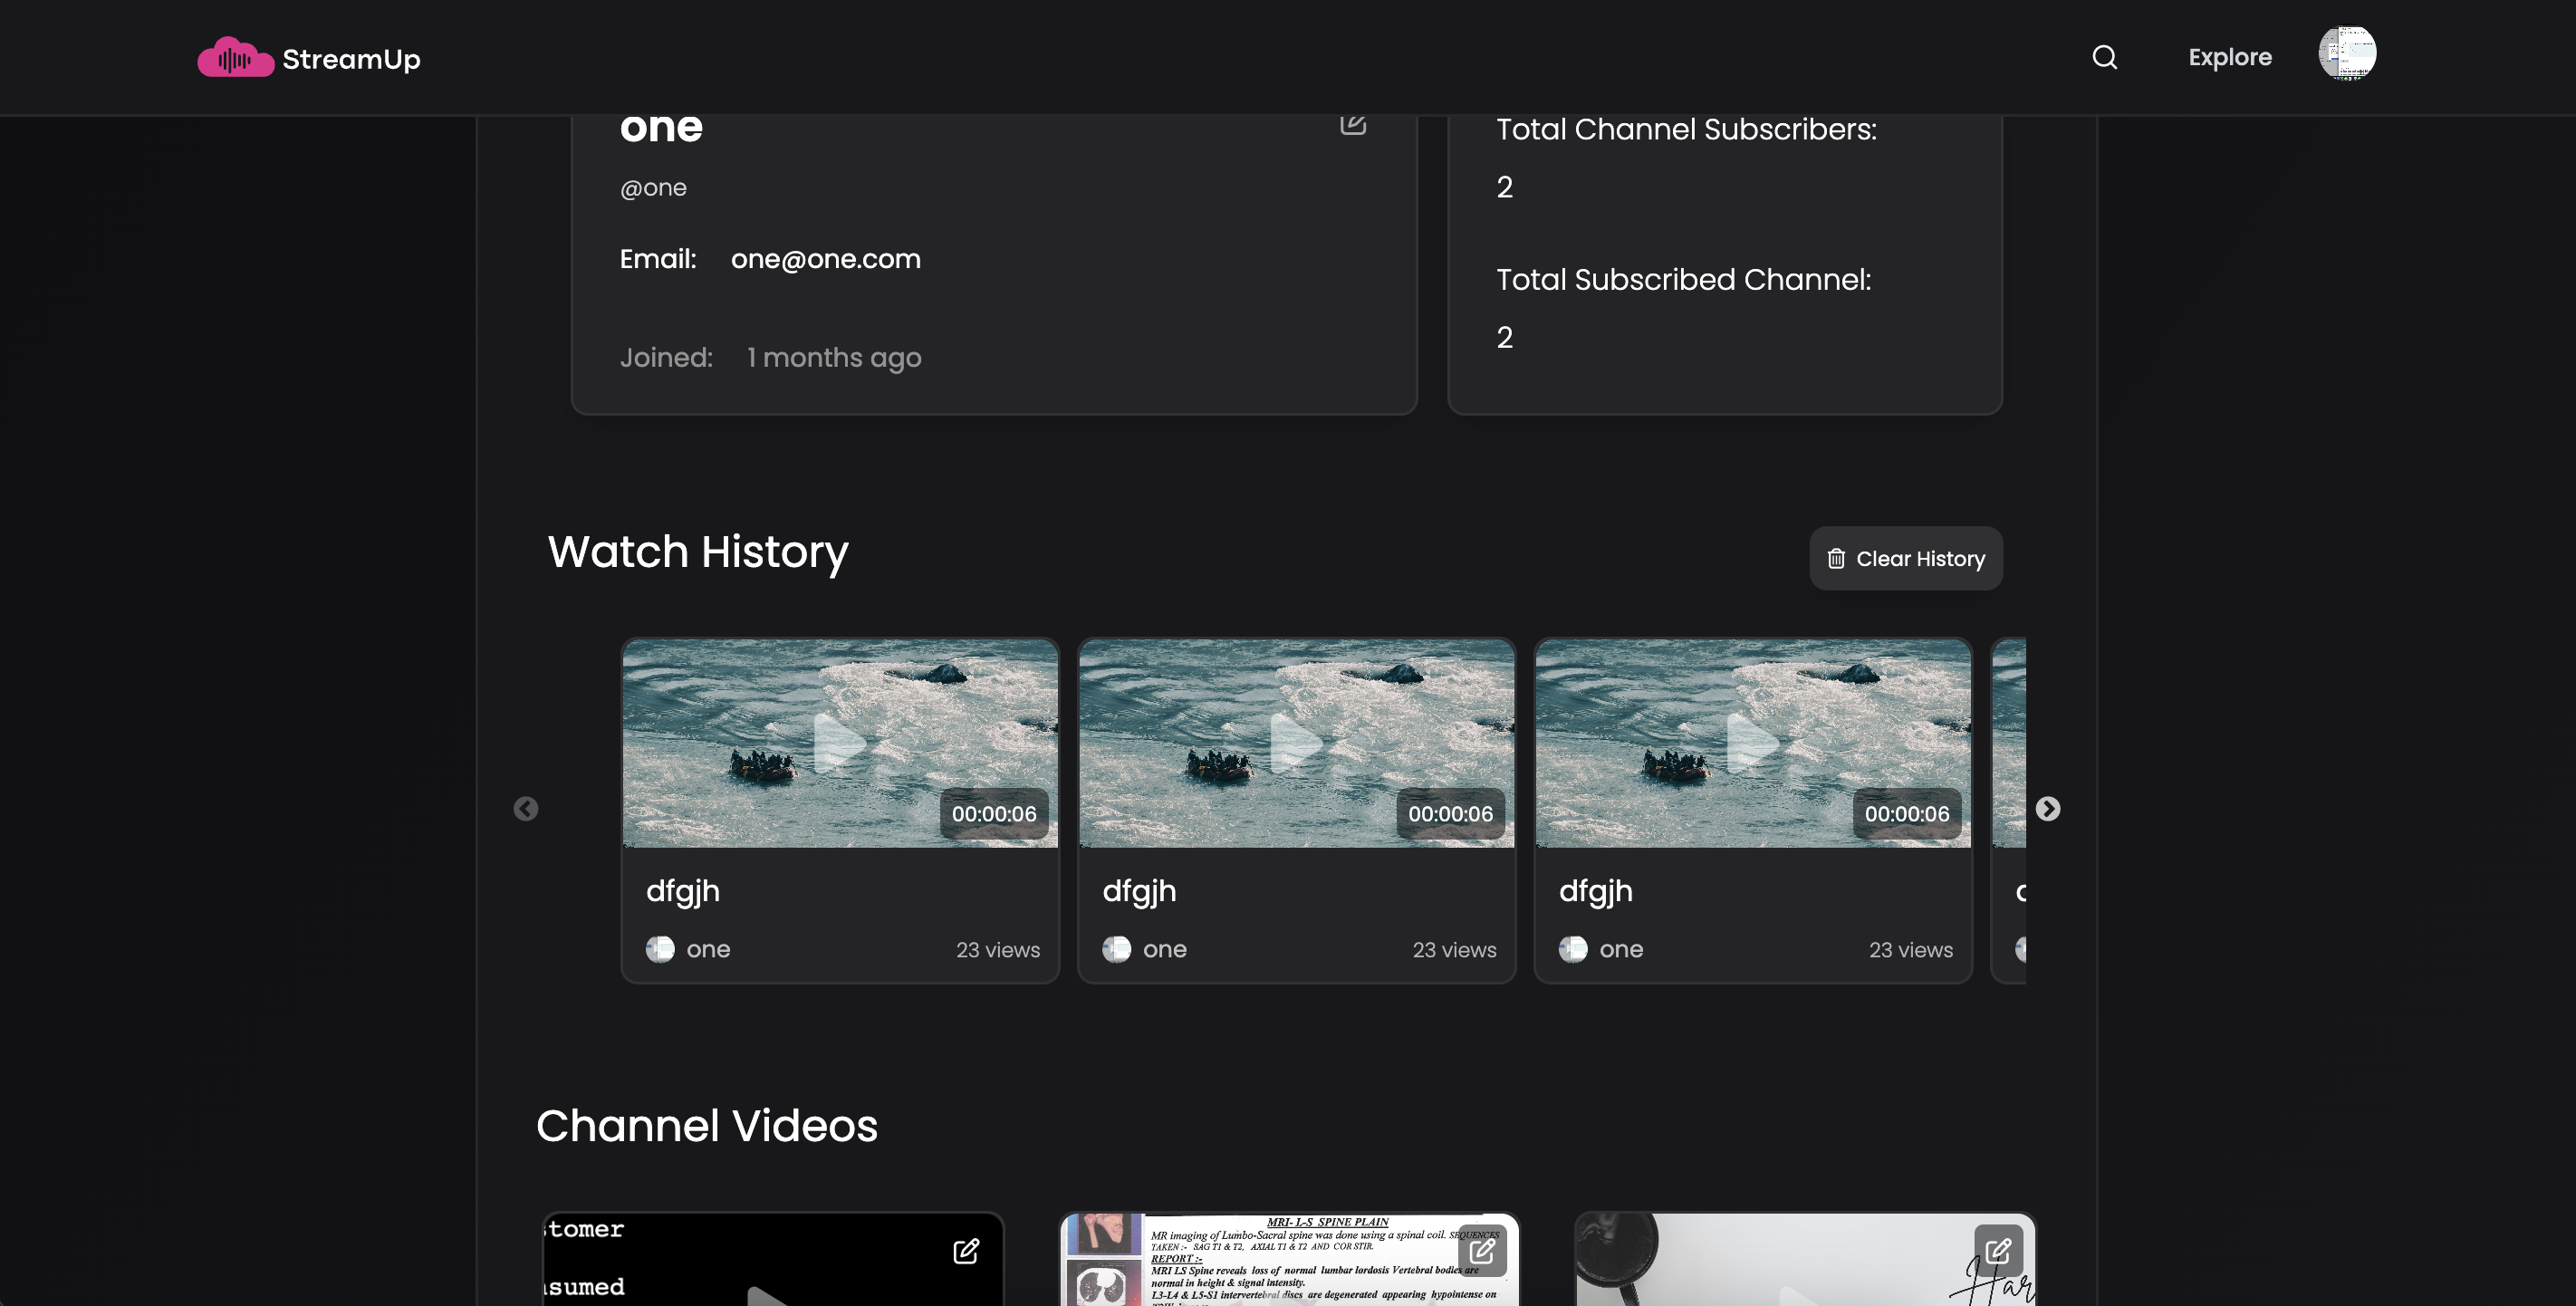 StreamUp
Explore
one
@one
Email: one@one.com
Joined: 1 months ago
Total Channel Subscribers:
2
Total Subscribed Channel:
2
Watch History
Clear History
00:00:06
dfgjh
one 23 views
00:00:06
dfgjh
one 23 views
00:00:06
dfgjh
one 23 views
Channel Videos
stomer
sumed
MRI- L-S SPINE PLAIN
MR imaging of Lumbo-Sacral spine was done using a spinal coil. SEQUENCES
TAKEN :- SAG T1 & T2, AXIAL T1 & T2 AND COR STIR.
REPORT :-
MRI LS Spine reveals loss of normal lumbar lordosis Vertebral bodies are
normal in height & signal intensity.
L3-L4 & L5-S1 intervertebral discs are degenerated appearing hypointense on
Har